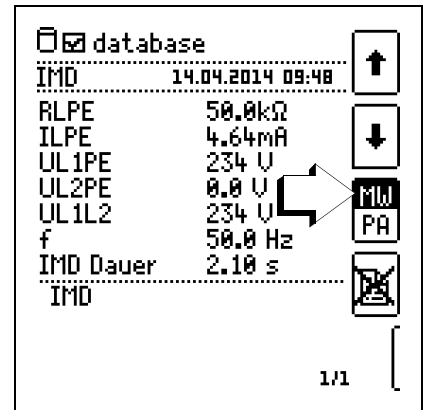 database
IMD 14.04.2014 09:48
RLPE 50.0kΩ
ILPE 4.64mA
UL1PE 234 V
UL2PE 0.0 V
UL1L2 234 V
f 50.0 Hz
IMD Dauer 2.10 s
IMD
MW
PA
1/1